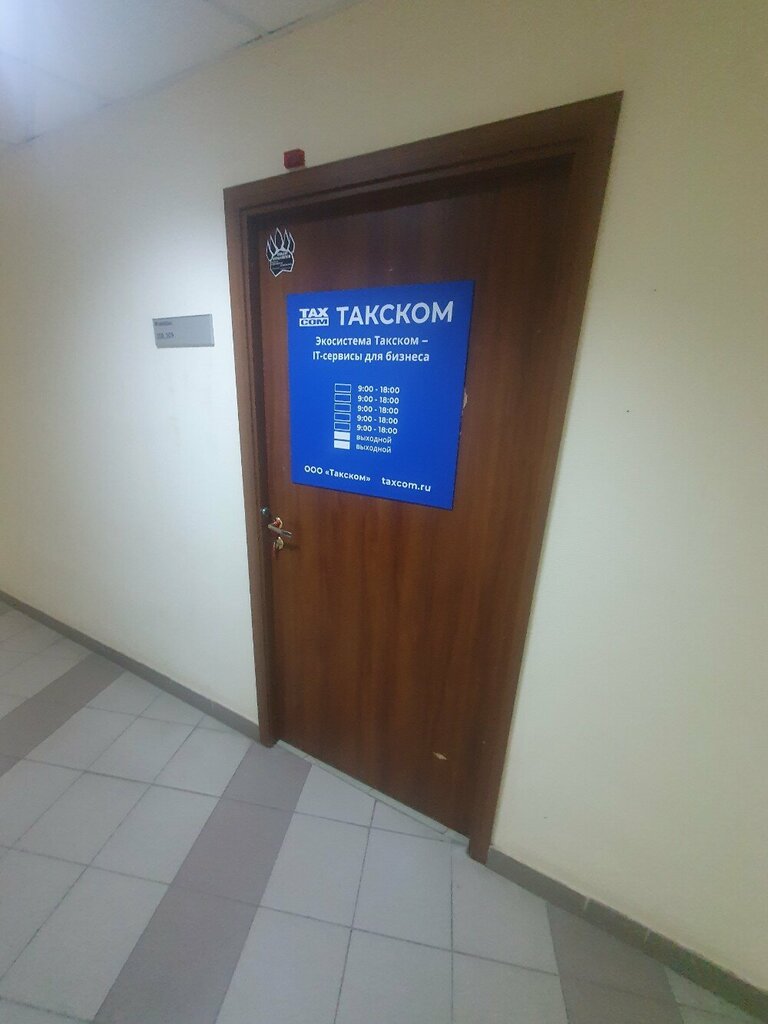 TAX
COM
ТАКСКОМ
Экосистема Такском –
IT-сервисы для бизнеса
9:00 - 18:00
9:00 - 18:00
9:00 - 18:00
9:00 - 18:00
9:00 - 18:00
выходной
выходной
ООО «Такском» taxcom.ru